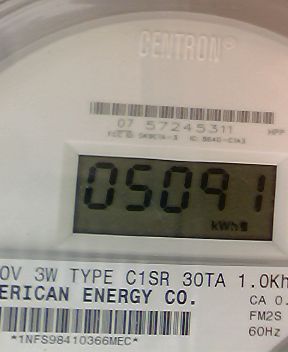 CENTRON®
07 57245311 HPP
05091
kWh
0V 3W TYPE C1SR 30TA 1.0Kh
ERICAN ENERGY CO.
CA 0.
FM2S
60Hz
*1NFS98410366MEC*